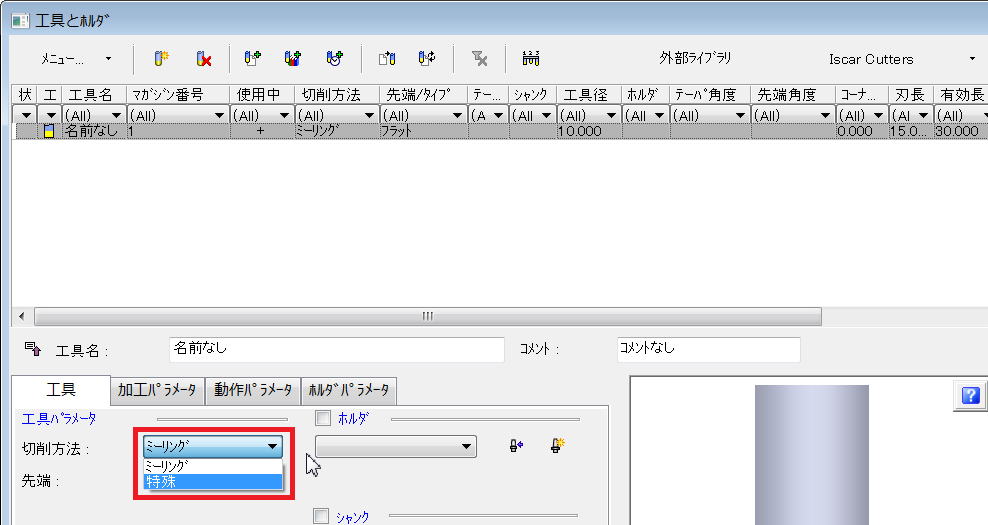 工具とﾎﾙﾀﾞ
ﾒﾆｭｰ... 外部ﾗｲﾌﾞﾗﾘ Iscar Cutters
状 工 工具名 ﾏｶﾞｼﾞﾝ番号 使用中 切削方法 先端/ﾀｲﾌﾟ ﾃｰ... ｼｬﾝｸ 工具径 ﾎﾙﾀﾞ ﾃｰﾊﾟ角度 先端角度 ｺｰﾅ... 刃長 有効長
(All) (All) (All) (All) (All) (A (All (All) (All (All) (All) (All (Al (All)
名前なし 1 + ﾐｰﾘﾝｸﾞ ﾌﾗｯﾄ 10.000 0.000 15.0... 30.000
工具名 : 名前なし ｺﾒﾝﾄ : ｺﾒﾝﾄなし
工具 加工ﾊﾟﾗﾒｰﾀ 動作ﾊﾟﾗﾒｰﾀ ﾎﾙﾀﾞﾊﾟﾗﾒｰﾀ
工具ﾊﾟﾗﾒｰﾀ ﾎﾙﾀﾞ
切削方法 : ﾐｰﾘﾝｸﾞ
ﾐｰﾘﾝｸﾞ
先端 : 特殊
ｼｬﾝｸ